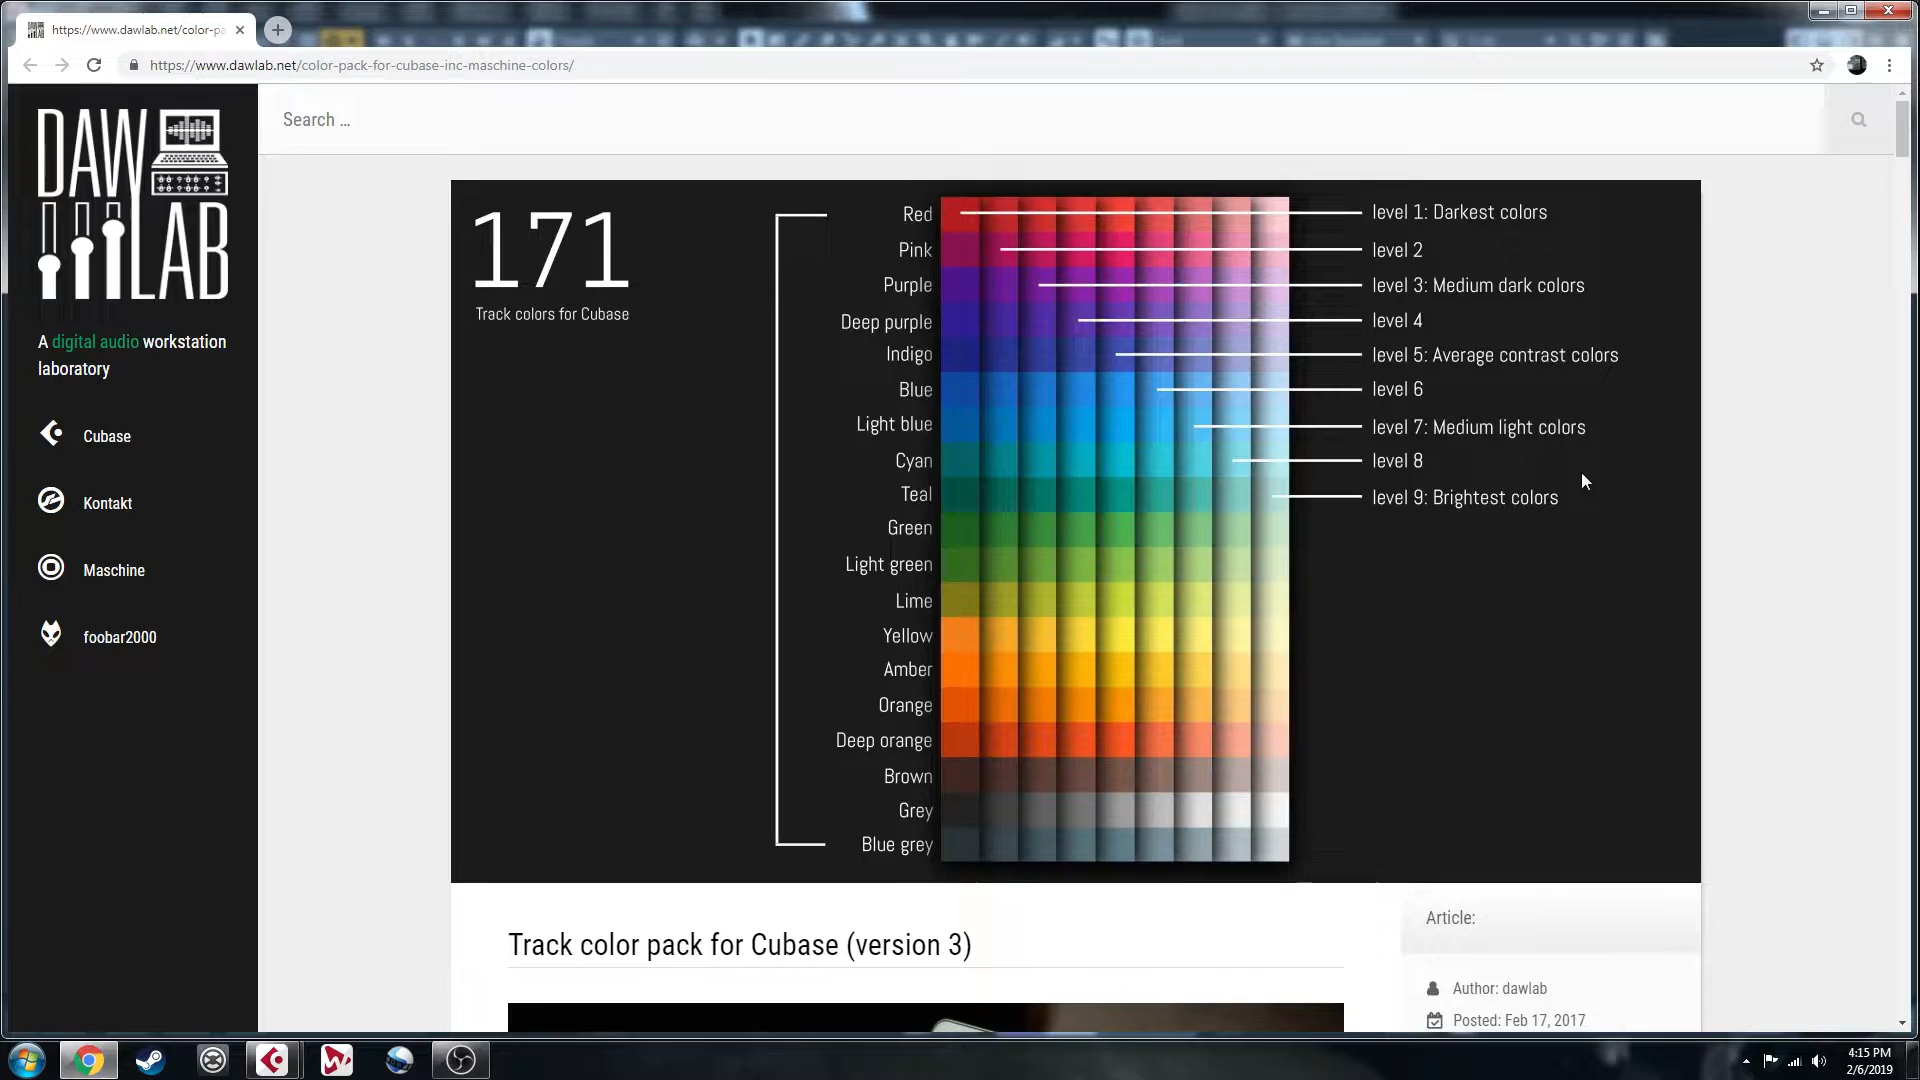 https://www.dawlab.net/color-pa
https://www.dawlab.net/color-pack-for-cubase-inc-maschine-colors/
Search ...
DAW
LAB
A digital audio workstation
laboratory
Cubase
Kontakt
Maschine
foobar2000
171
Track colors for Cubase
Red
Pink
Purple
Deep purple
Indigo
Blue
Light blue
Cyan
Teal
Green
Light green
Lime
Yellow
Amber
Orange
Deep orange
Brown
Grey
Blue grey
level 1: Darkest colors
level 2
level 3: Medium dark colors
level 4
level 5: Average contrast colors
level 6
level 7: Medium light colors
level 8
level 9: Brightest colors
Track color pack for Cubase (version 3)
Article:
Author: dawlab
Posted: Feb 17, 2017
4:15 PM
2/6/2019